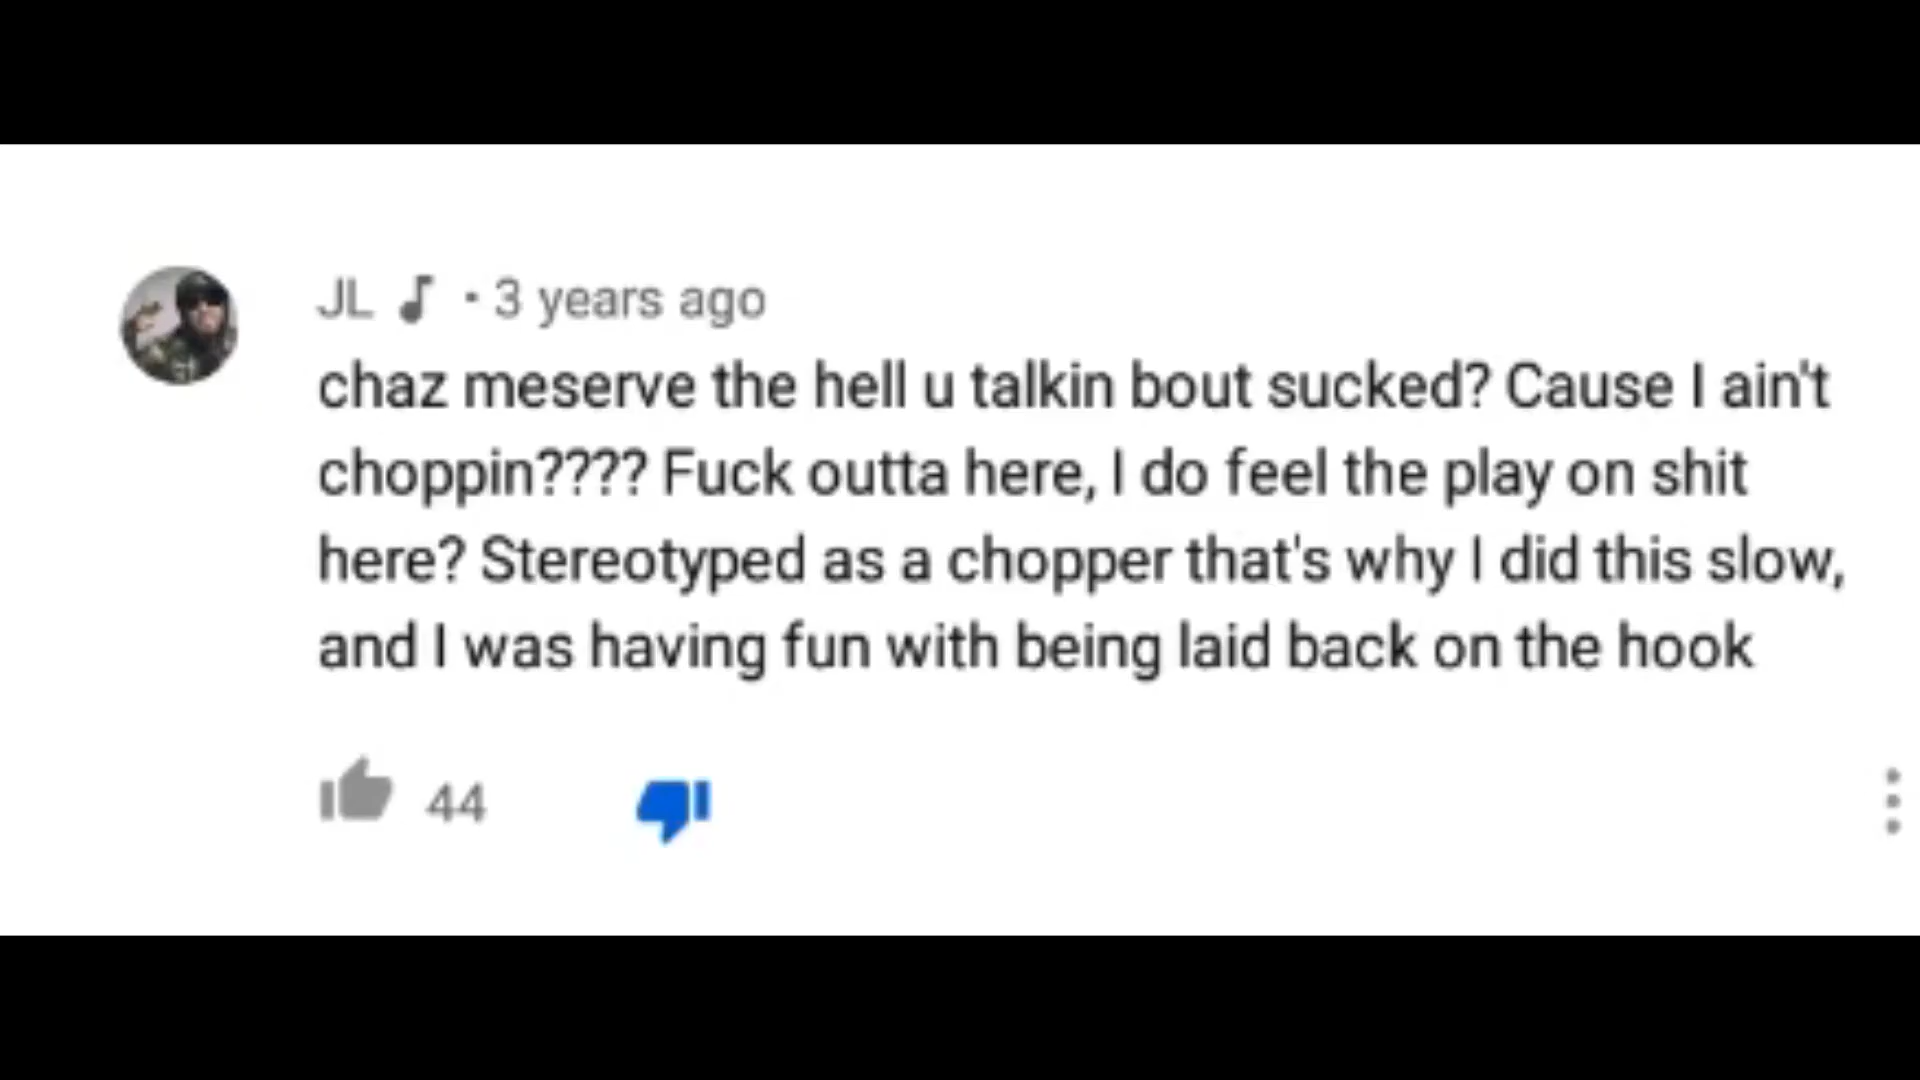 JL ♪ · 3 years ago
chaz meserve the hell u talkin bout sucked? Cause I ain't
choppin???? Fuck outta here, I do feel the play on shit
here? Stereotyped as a chopper that's why I did this slow,
and I was having fun with being laid back on the hook
44